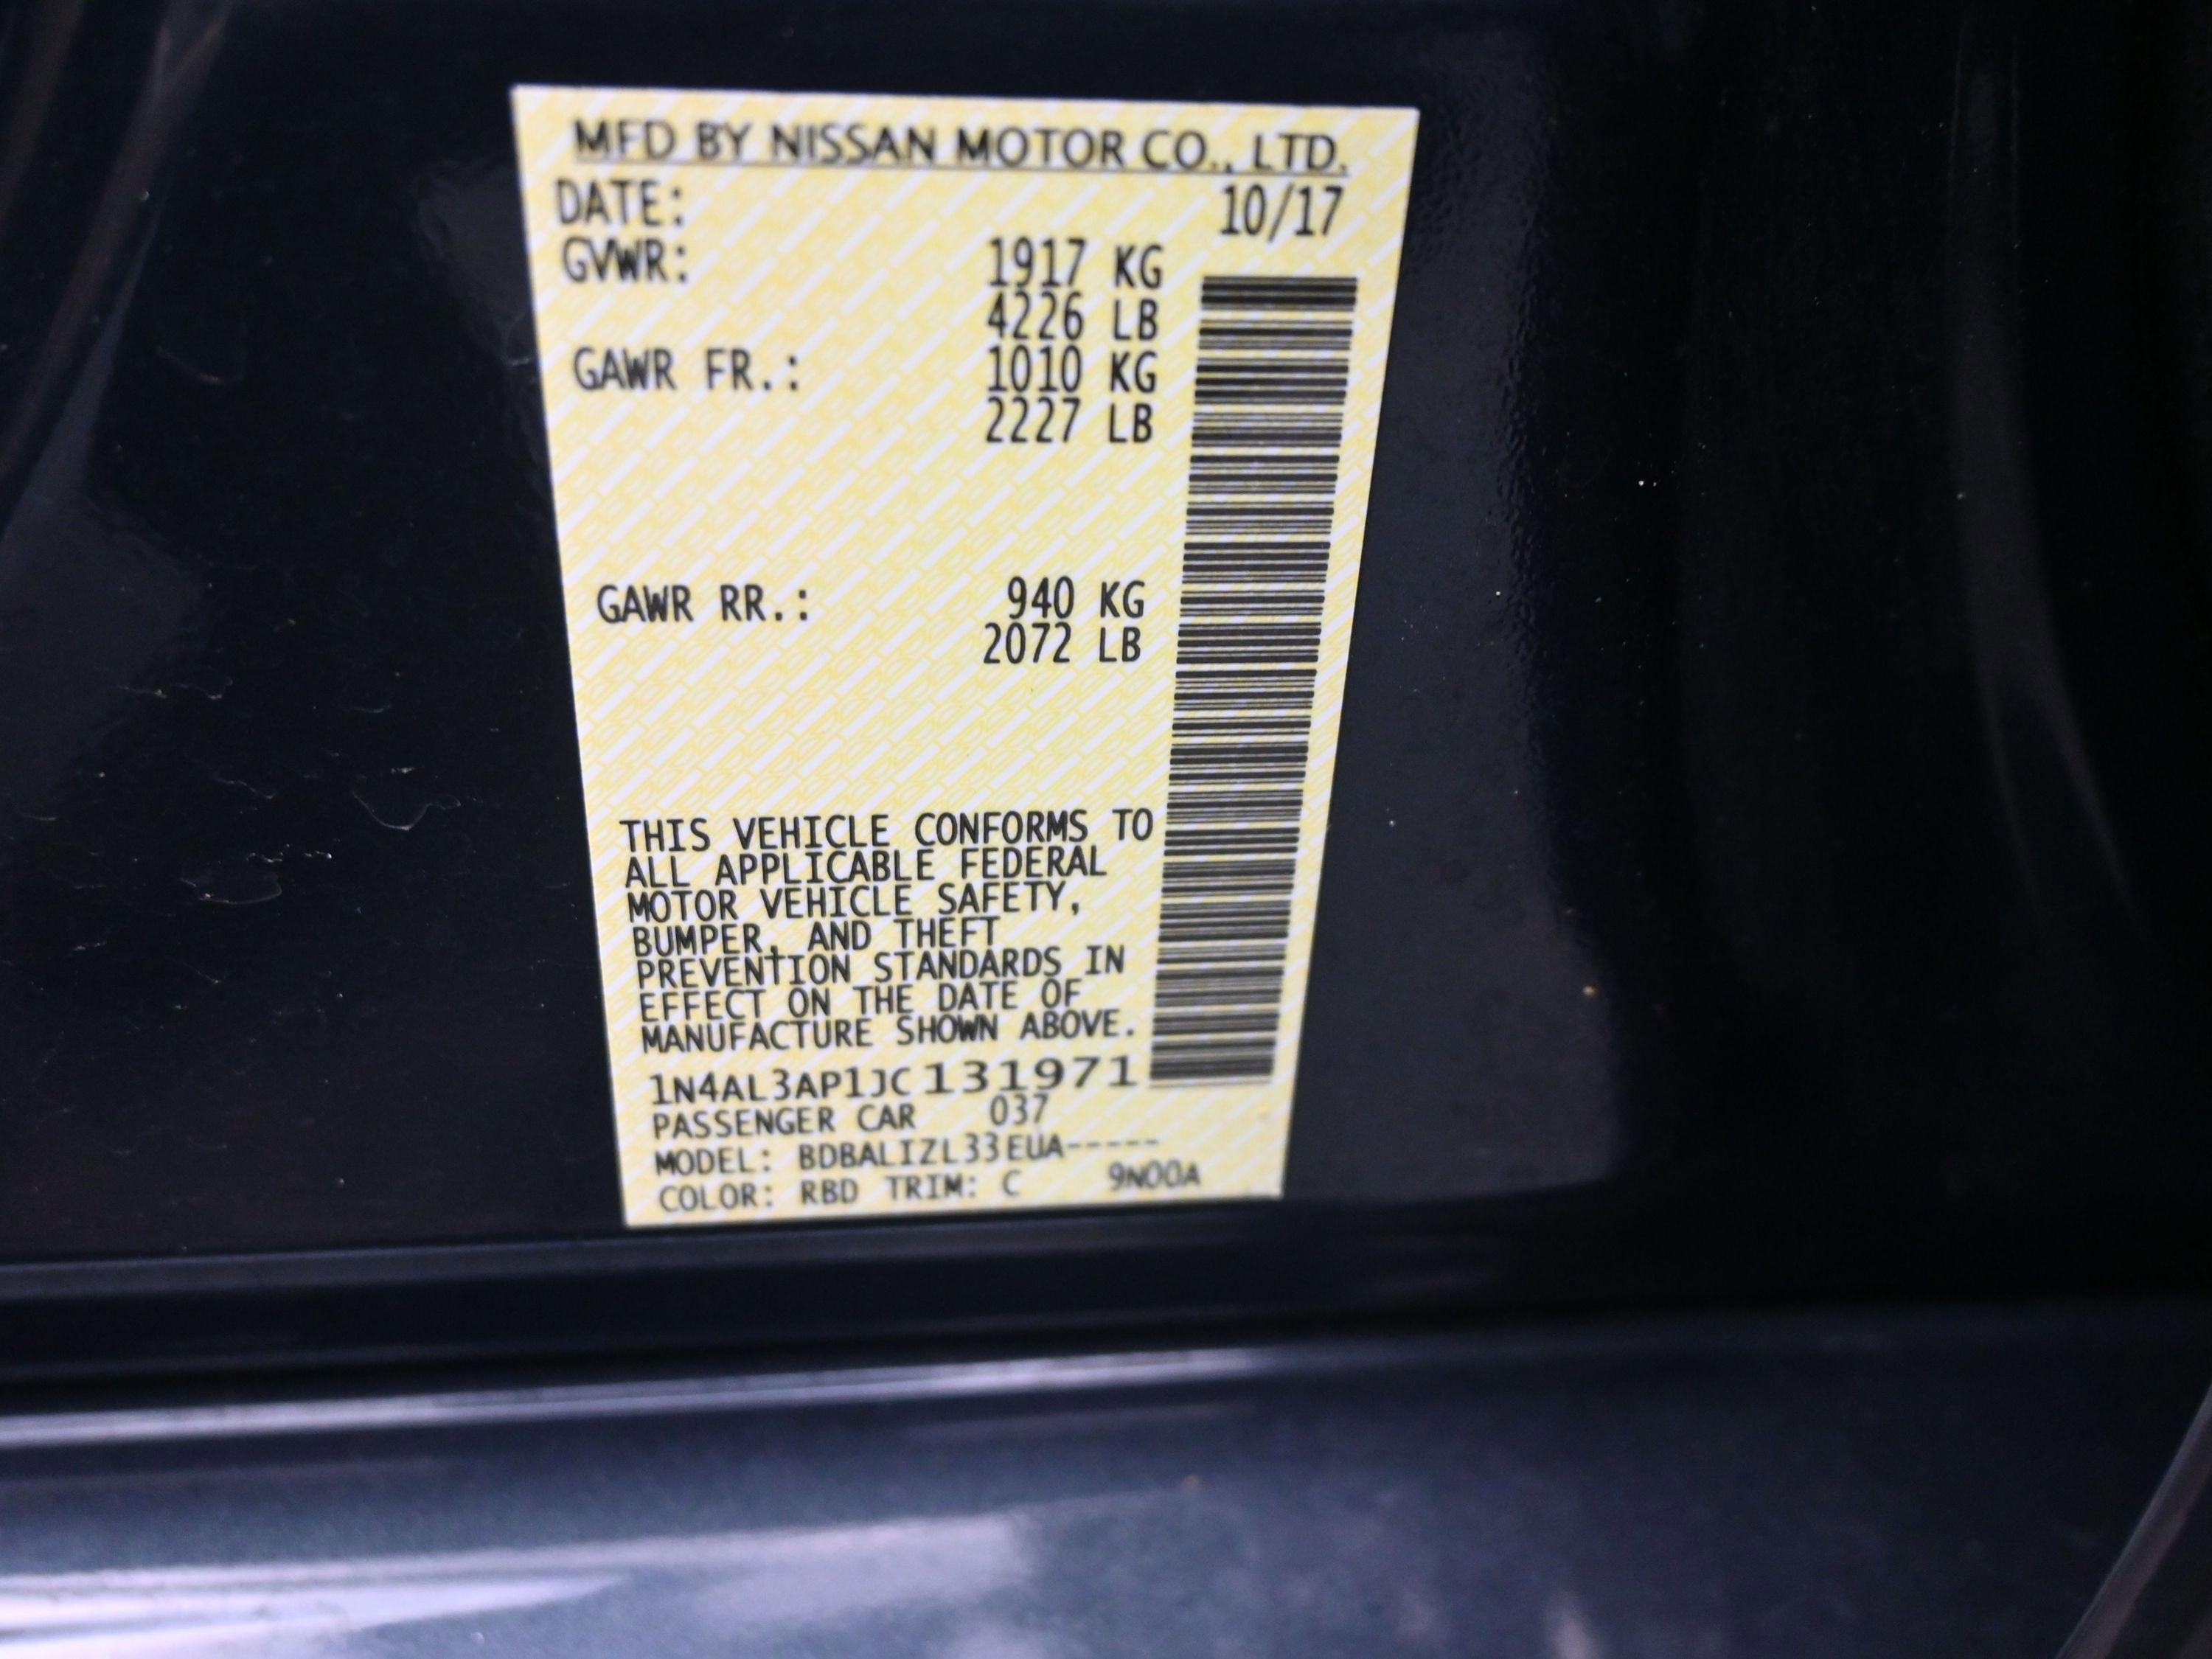 MFD BY NISSAN MOTOR CO., LTD.
DATE: 10/17
GVWR: 1917 KG
4226 LB
GAWR FR.: 1010 KG
2227 LB
GAWR RR.: 940 KG
2072 LB
THIS VEHICLE CONFORMS TO
ALL APPLICABLE FEDERAL
MOTOR VEHICLE SAFETY,
BUMPER, AND THEFT
PREVENTION STANDARDS IN
EFFECT ON THE DATE OF
MANUFACTURE SHOWN ABOVE.
1N4AL3AP1JC131971
PASSENGER CAR 037
MODEL: BDBALIZL33EUA-----
COLOR: RBD TRIM: C 9N00A